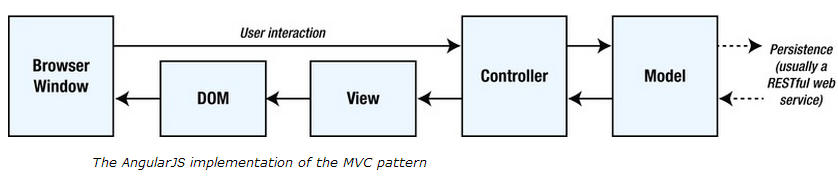 User interaction
Browser
Window
DOM
View
Controller
Model
Persistence
(usually a
RESTful web
service)
The AngularJS implementation of the MVC pattern